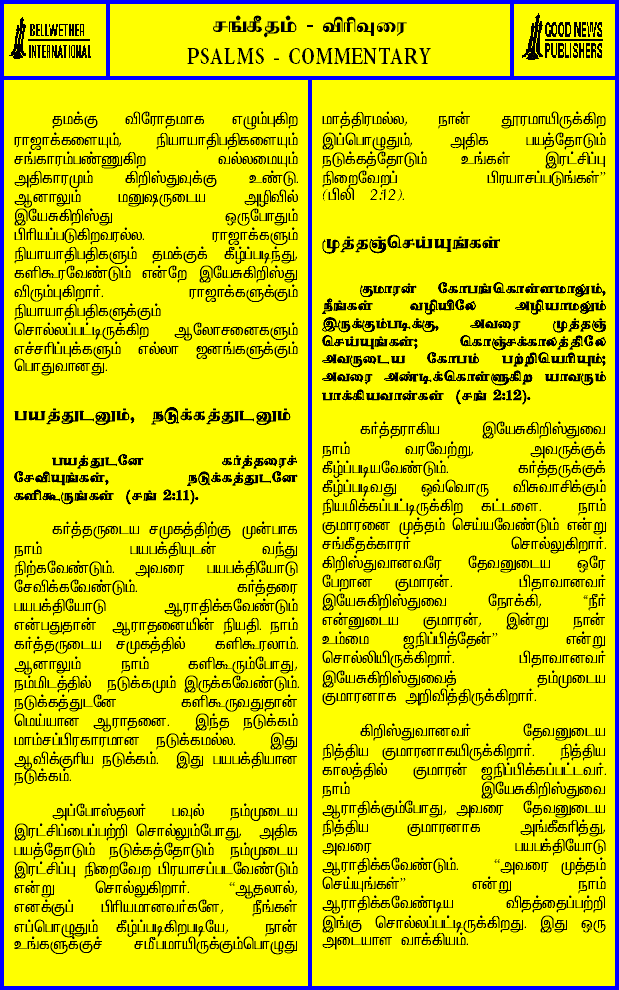 BELLWETHER
INTERNATIONAL
சங்கீதம் - விரிவுரை
PSALMS - COMMENTARY
GOOD NEWS
PUBLISHERS
தமக்கு விரோதமாக எழும்புகிற
ராஜாக்களையும், நியாயாதிபதிகளையும்
சங்காரம்பண்ணுகிற வல்லமையும்
அதிகாரமும் கிறிஸ்துவுக்கு உண்டு.
ஆனாலும் மனுஷருடைய அழிவில்
இயேசுகிறிஸ்து ஒருபோதும்
பிரியப்படுகிறவரல்ல. ராஜாக்களும்
நியாயாதிபதிகளும் தமக்குக் கீழ்ப்படிந்து,
களிகூரவேண்டும் என்றே இயேசுகிறிஸ்து
விரும்புகிறார். ராஜாக்களுக்கும்
நியாயாதிபதிகளுக்கும்
சொல்லப்பட்டிருக்கிற ஆலோசனைகளும்
எச்சரிப்புக்களும் எல்லா ஜனங்களுக்கும்
பொதுவானது.
பயத்துடனும், நடுக்கத்துடனும்
பயத்துடனே கர்த்தரைச்
சேவியுங்கள், நடுக்கத்துடனே
களிகூருங்கள் (சங் 2:11).
கர்த்தருடைய சமுகத்திற்கு முன்பாக
நாம் பயபக்தியுடன் வந்து
நிற்கவேண்டும். அவரை பயபக்தியோடு
சேவிக்கவேண்டும். கர்த்தரை
பயபக்தியோடு ஆராதிக்கவேண்டும்
என்பதுதான் ஆராதனையின் நியதி. நாம்
கர்த்தருடைய சமுகத்தில் களிகூரலாம்.
ஆனாலும் நாம் களிகூரும்போது,
நம்மிடத்தில் நடுக்கமும் இருக்கவேண்டும்.
நடுக்கத்துடனே களிகூருவதுதான்
மெய்யான ஆராதனை. இந்த நடுக்கம்
மாம்சப்பிரகாரமான நடுக்கமல்ல. இது
ஆவிக்குரிய நடுக்கம். இது பயபக்தியான
நடுக்கம்.
அப்போஸ்தலர் பவுல் நம்முடைய
இரட்சிப்பைப்பற்றி சொல்லும்போது, அதிக
பயத்தோடும் நடுக்கத்தோடும் நம்முடைய
இரட்சிப்பு நிறைவேற பிரயாசப்படவேண்டும்
என்று சொல்லுகிறார். “ஆதலால்,
எனக்குப் பிரியமானவர்களே, நீங்கள்
எப்பொழுதும் கீழ்ப்படிகிறபடியே, நான்
உங்களுக்குச் சமீபமாயிருக்கும்பொழுது
மாத்திரமல்ல, நான் தூரமாயிருக்கிற
இப்பொழுதும், அதிக பயத்தோடும்
நடுக்கத்தோடும் உங்கள் இரட்சிப்பு
நிறைவேறப் பிரயாசப்படுங்கள்”
(பிலி 2:12).
முத்தஞ்செய்யுங்கள்
குமாரன் கோபங்கொள்ளாமலும்,
நீங்கள் வழியிலே அழியாமலும்
இருக்கும்படிக்கு, அவரை முத்தஞ்
செய்யுங்கள்; கொஞ்சக்காலத்திலே
அவருடைய கோபம் பற்றியெரியும்;
அவரை அண்டிக்கொள்ளுகிற யாவரும்
பாக்கியவான்கள் (சங் 2:12).
கர்த்தராகிய இயேசுகிறிஸ்துவை
நாம் வரவேற்று, அவருக்குக்
கீழ்ப்படியவேண்டும். கர்த்தருக்குக்
கீழ்ப்படிவது ஒவ்வொரு விசுவாசிக்கும்
நியமிக்கப்பட்டிருக்கிற கட்டளை. நாம்
குமாரனை முத்தம் செய்யவேண்டும் என்று
சங்கீதக்காரர் சொல்லுகிறார்.
கிறிஸ்துவானவரே தேவனுடைய ஒரே
பேறான குமாரன். பிதாவானவர்
இயேசுகிறிஸ்துவை நோக்கி, “நீர்
என்னுடைய குமாரன், இன்று நான்
உம்மை ஜநிப்பித்தேன்” என்று
சொல்லியிருக்கிறார். பிதாவானவர்
இயேசுகிறிஸ்துவைத் தம்முடைய
குமாரனாக அறிவித்திருக்கிறார்.
கிறிஸ்துவானவர் தேவனுடைய
நித்திய குமாரனாகயிருக்கிறார். நித்திய
காலத்தில் குமாரன் ஜநிப்பிக்கப்பட்டவர்.
நாம் இயேசுகிறிஸ்துவை
ஆராதிக்கும்போது, அவரை தேவனுடைய
நித்திய குமாரனாக அங்கீகரித்து,
அவரை பயபக்தியோடு
ஆராதிக்கவேண்டும். “அவரை முத்தம்
செய்யுங்கள்” என்று நாம்
ஆராதிக்கவேண்டிய விதத்தைப்பற்றி
இங்கு சொல்லப்பட்டிருக்கிறது. இது ஒரு
அடையாள வாக்கியம்.